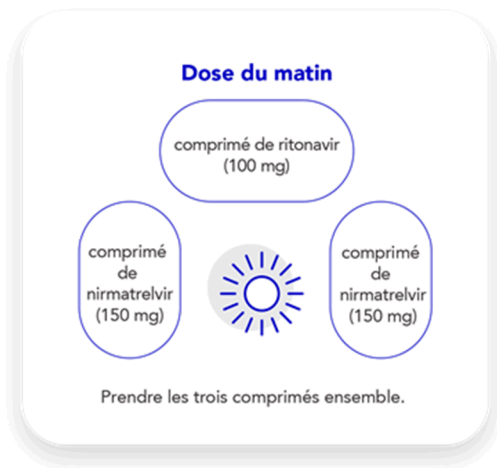 Dose du matin
comprimé de ritonavir
(100 mg)
comprimé
de
nirmatrelvir
(150 mg)
comprimé
de
nirmatrelvir
(150 mg)
Prendre les trois comprimés ensemble.